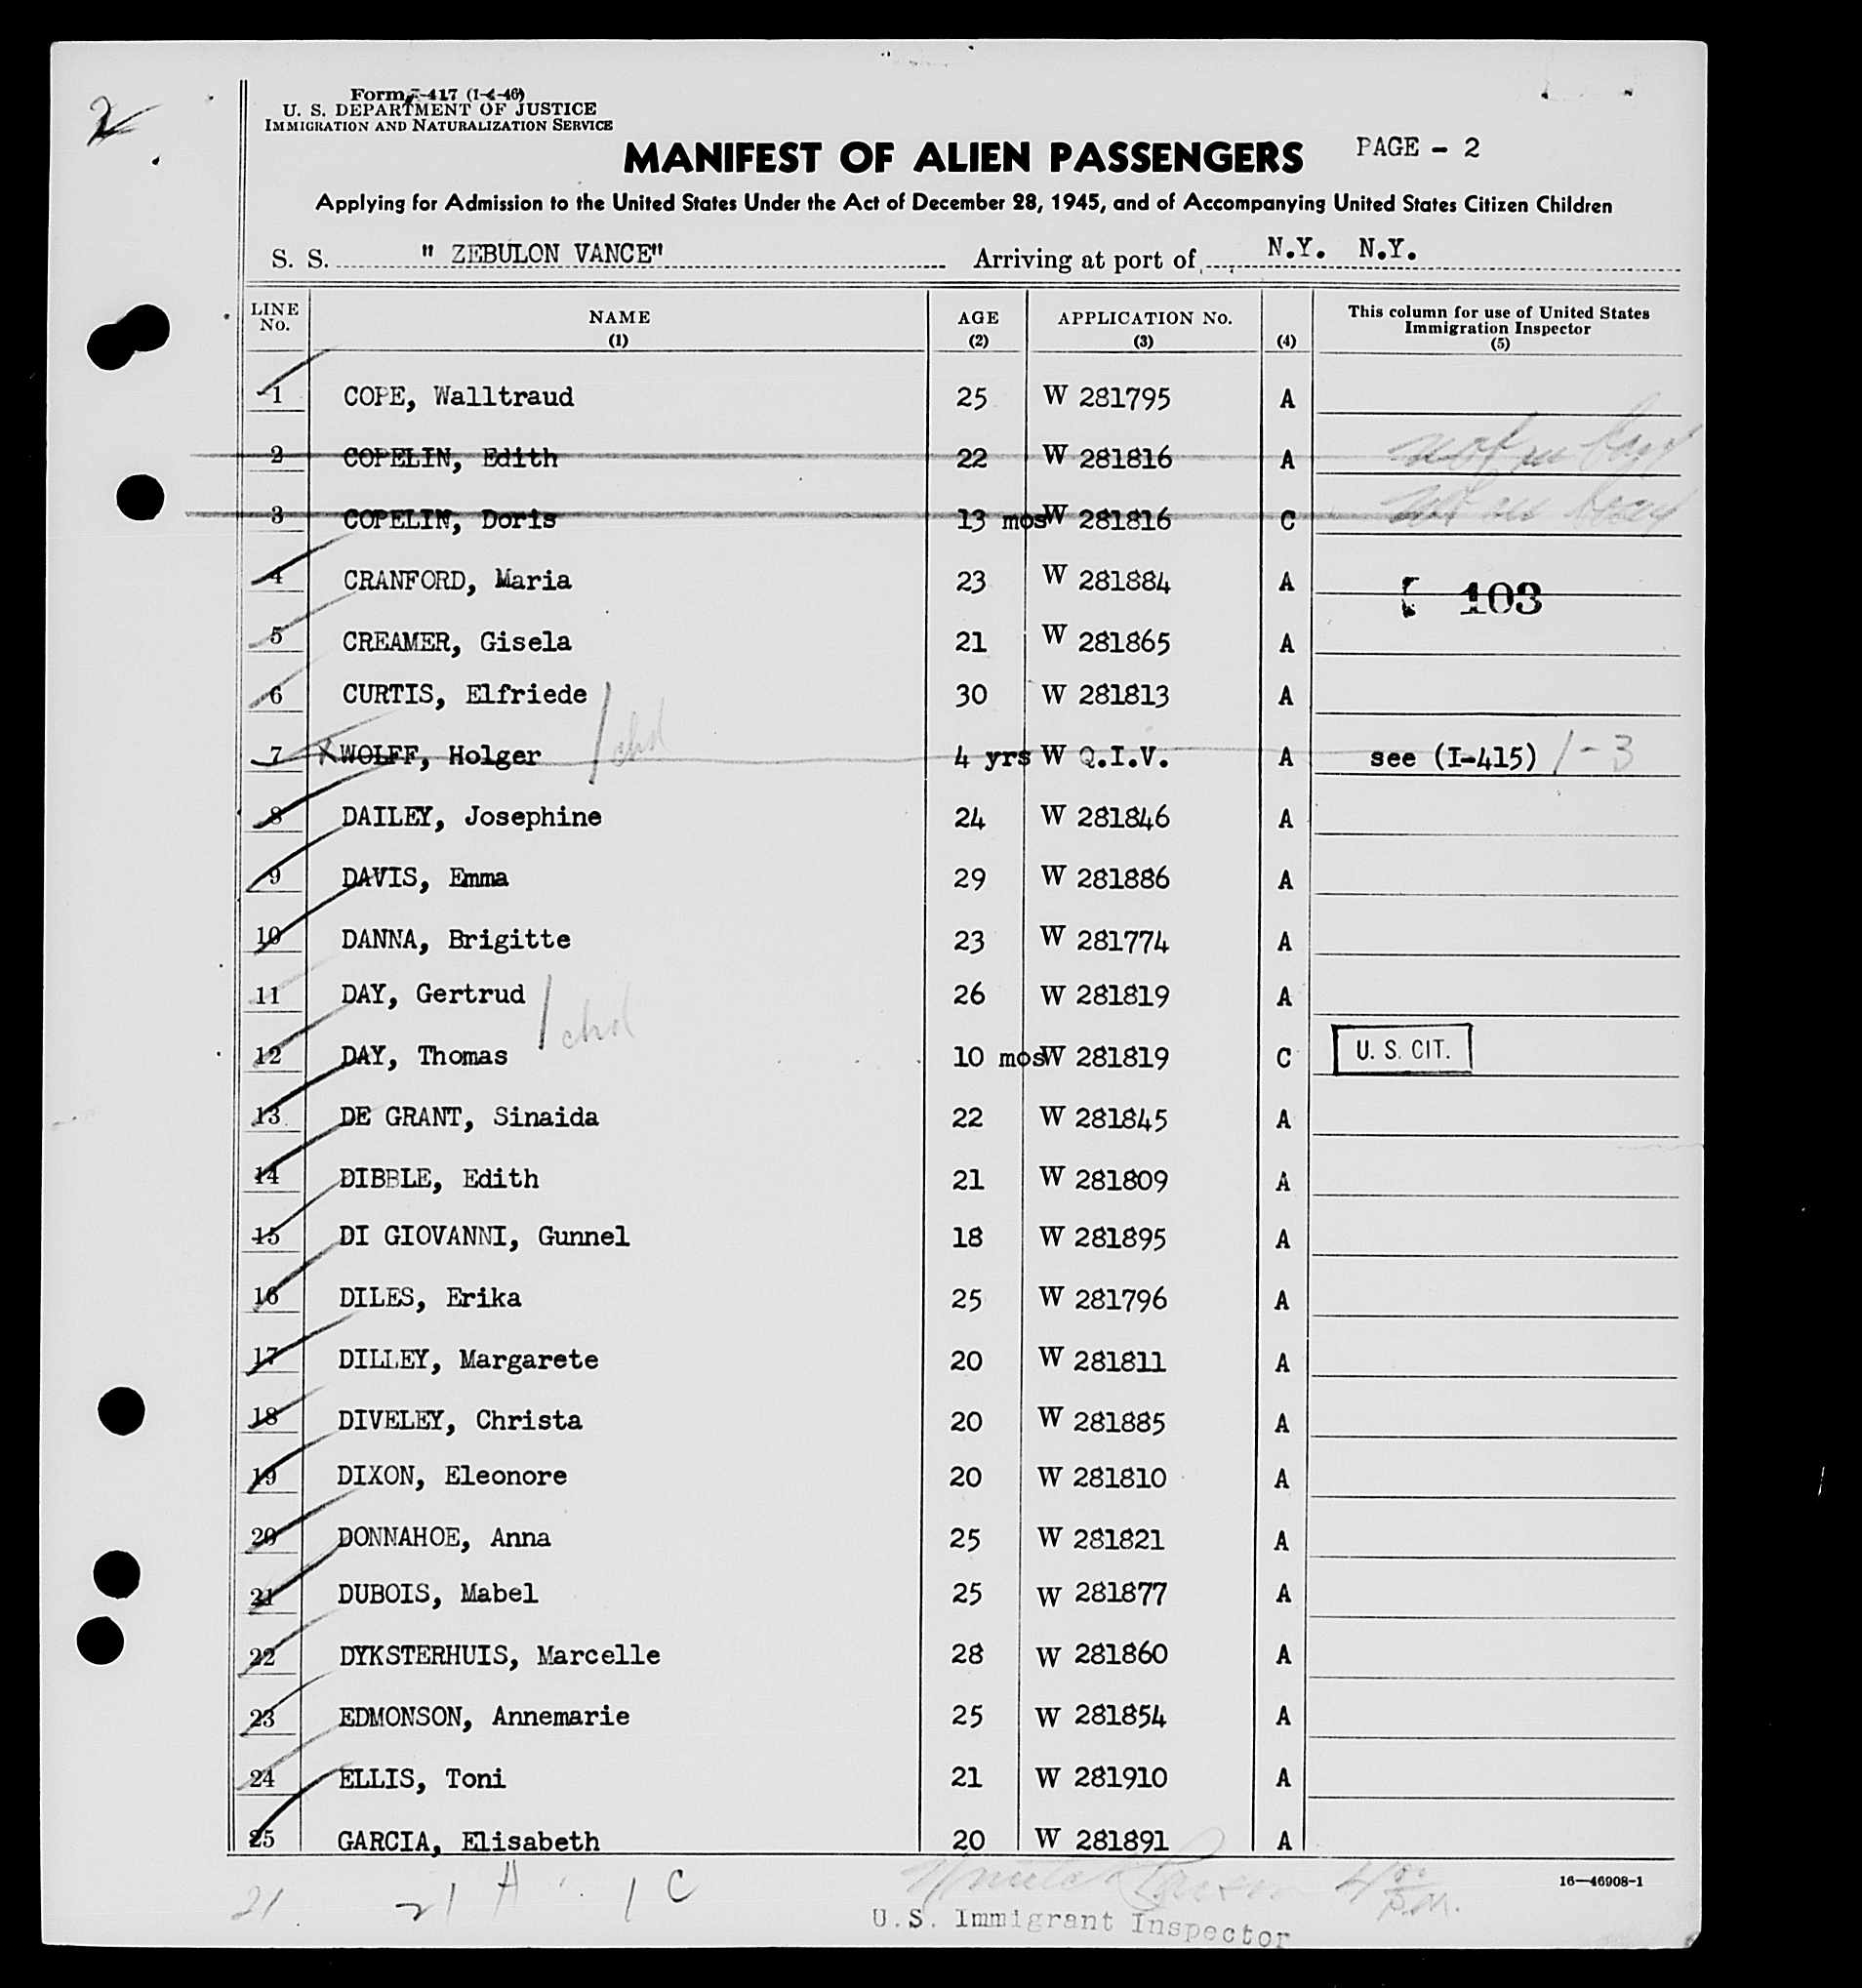 2
Form I-417 (1-4-46)
U. S. DEPARTMENT OF JUSTICE
IMMIGRATION AND NATURALIZATION SERVICE
MANIFEST OF ALIEN PASSENGERS PAGE - 2
Applying for Admission to the United States Under the Act of December 28, 1945, and of Accompanying United States Citizen Children
S. S. " ZEBULON VANCE" Arriving at port of N.Y. N.Y.
LINE No. NAME (1) AGE (2) APPLICATION No. (3) (4) This column for use of United States Immigration Inspector (5)
1 COPE, Walltraud 25 W 281795 A
2 COPELIN, Edith 22 W 281816 A not on
3 COPELIN, Doris 13 mos W 281816 C not on
4 CRANFORD, Maria 23 W 281884 A 103
5 CREAMER, Gisela 21 W 281865 A
6 CURTIS, Elfriede 30 W 281813 A
7 X WOLFF, Holger 1 chd 4 yrs W Q.I.V. A see (I-415) 1-3
8 DAILEY, Josephine 24 W 281846 A
9 DAVIS, Emma 29 W 281886 A
10 DANNA, Brigitte 23 W 281774 A
11 DAY, Gertrud 26 W 281819 A
12 DAY, Thomas 1 chd 10 mos W 281819 C U. S. CIT.
13 DE GRANT, Sinaida 22 W 281845 A
14 DIBBLE, Edith 21 W 281809 A
15 DI GIOVANNI, Gunnel 18 W 281895 A
16 DILES, Erika 25 W 281796 A
17 DILLEY, Margarete 20 W 281811 A
18 DIVELEY, Christa 20 W 281885 A
19 DIXON, Eleonore 20 W 281810 A
20 DONNAHOE, Anna 25 W 281821 A
21 DUBOIS, Mabel 25 W 281877 A
22 DYKSTERHUIS, Marcelle 28 W 281860 A
23 EDMONSON, Annemarie 25 W 281854 A
24 ELLIS, Toni 21 W 281910 A
25 GARCIA, Elisabeth 20 W 281891 A
16—46908-1
21 21 A 1 C
U.S. Immigrant Inspector